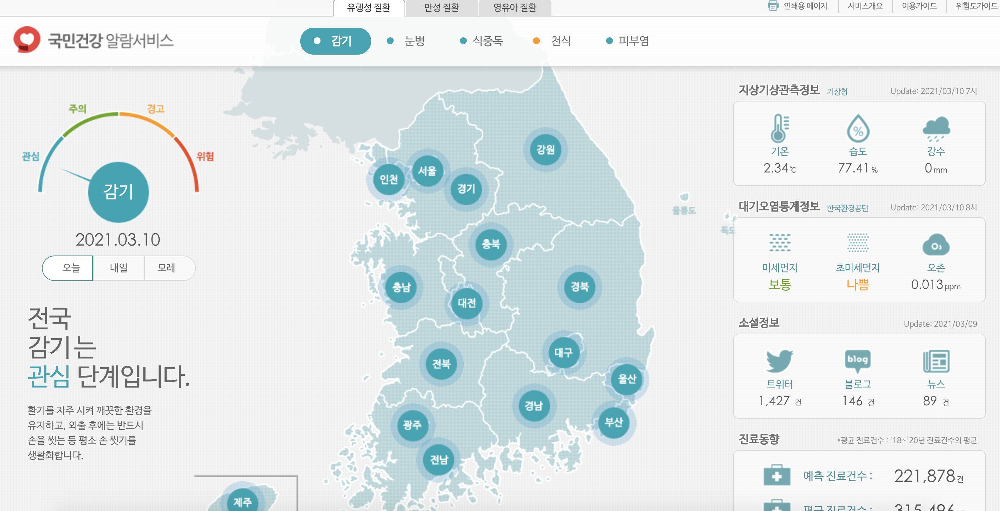 유행성 질환
만성 질환
영유아 질환
인쇄용 페이지
서비스개요
이용가이드
위험도가이드
국민건강 알람서비스
감기
눈병
식중독
천식
피부염
주의
경고
관심
위험
감기
2021.03.10
오늘
내일
모레
전국
감기 는
관심 단계입니다.
환기를 자주 시켜 깨끗한 환경을
유지하고, 외출 후에는 반드시
손을 씻는 등 평소 손 씻기를
생활화합니다.
강원
서울
인천
경기
울릉도
독도
충북
충남
경북
대전
대구
전북
울산
경남
부산
광주
전남
제주
지상기상관측정보 기상청 Update: 2021/03/10 7시
%
기온 습도 강수
2.34 ℃ 77.41 % 0 mm
대기오염통계정보 한국환경공단 Update: 2021/03/10 8시
O3
미세먼지 초미세먼지 오존
보통 나쁨 0.013 ppm
소셜정보 Update: 2021/03/09
blog
트위터 블로그 뉴스
1,427 건 146 건 89 건
진료동향 *평균 진료건수 : '18~'20년 진료건수의 평균
예측 진료건수 : 221,878 건
평균 진료건수 : 315,496